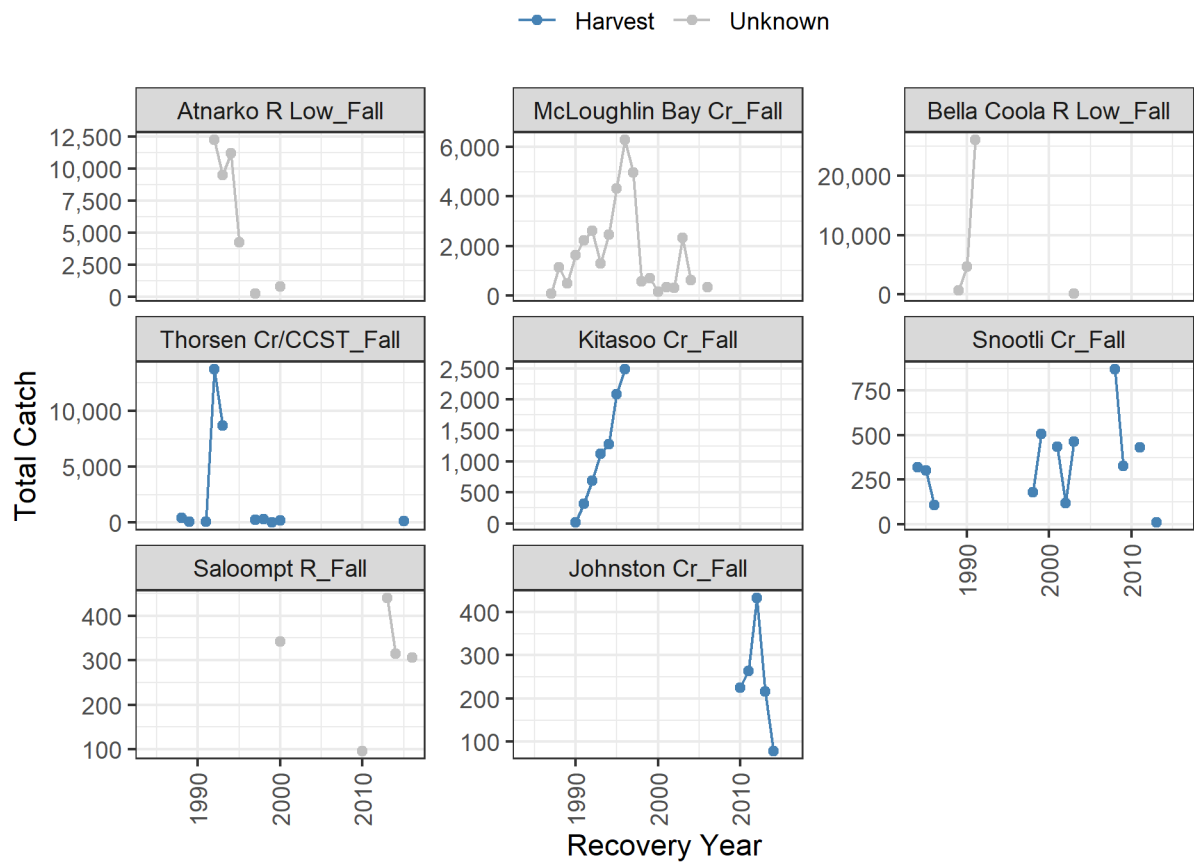 Harvest Unknown
Atnarko R Low_Fall
12,500
10,000
7,500
5,000
2,500
0
McLoughlin Bay Cr_Fall
6,000
4,000
2,000
0
Bella Coola R Low_Fall
20,000
10,000
0
Thorsen Cr/CCST_Fall
10,000
5,000
0
Kitasoo Cr_Fall
2,500
2,000
1,500
1,000
500
0
Snootli Cr_Fall
750
500
250
0
1990 2000 2010
Saloompt R_Fall
400
300
200
100
1990 2000 2010
Johnston Cr_Fall
400
300
200
100
1990 2000 2010
Total Catch
Recovery Year